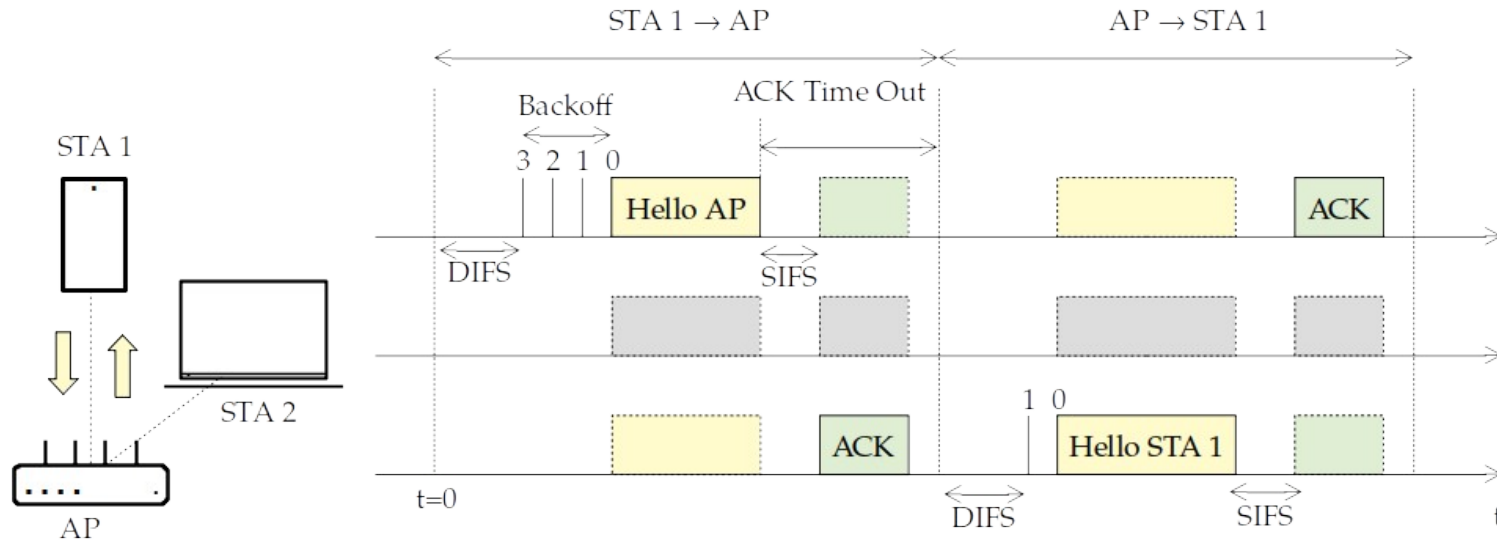 STA 1 → AP
AP → STA 1
ACK Time Out
Backoff
STA 1
3 2 1 0
Hello AP
ACK
DIFS
SIFS
STA 2
1 0
ACK
Hello STA 1
t=0
DIFS
SIFS
t
AP